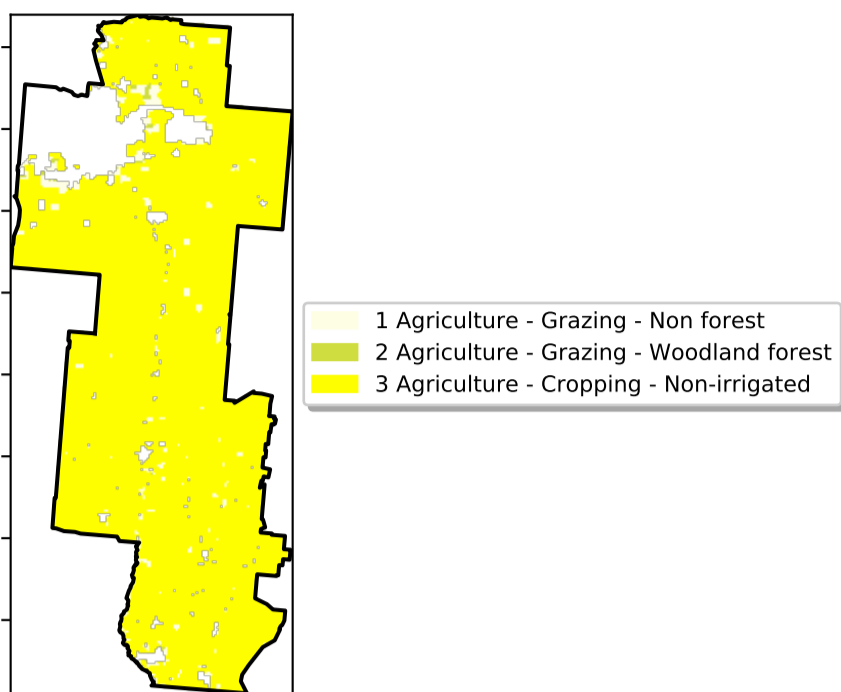 1 Agriculture - Grazing - Non forest
2 Agriculture - Grazing - Woodland forest
3 Agriculture - Cropping - Non-irrigated